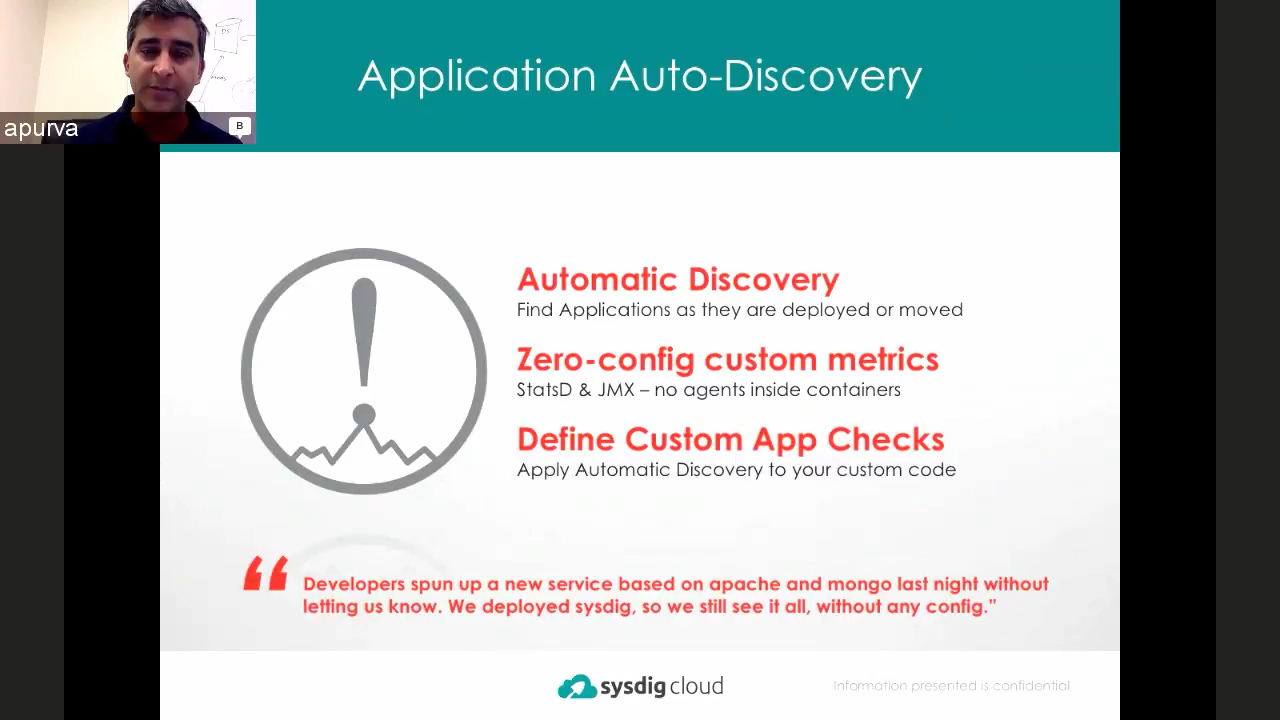 Application Auto-Discovery
apurva
B
Automatic Discovery
Find Applications as they are deployed or moved
Zero-config custom metrics
StatsD & JMX – no agents inside containers
Define Custom App Checks
Apply Automatic Discovery to your custom code
“ Developers spun up a new service based on apache and mongo last night without
letting us know. We deployed sysdig, so we still see it all, without any config."
sysdig cloud
Information presented is confidential